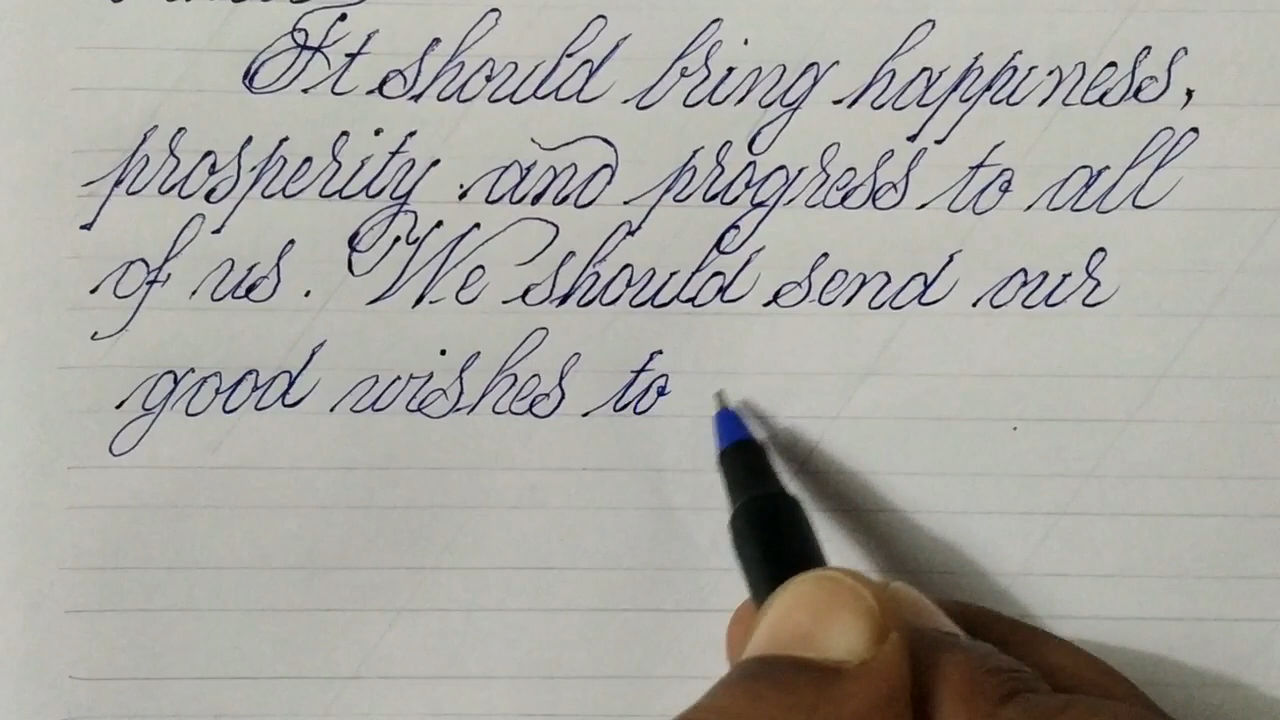 It should bring happiness,
prosperity and progress to all
of us. We should send our
good wishes to